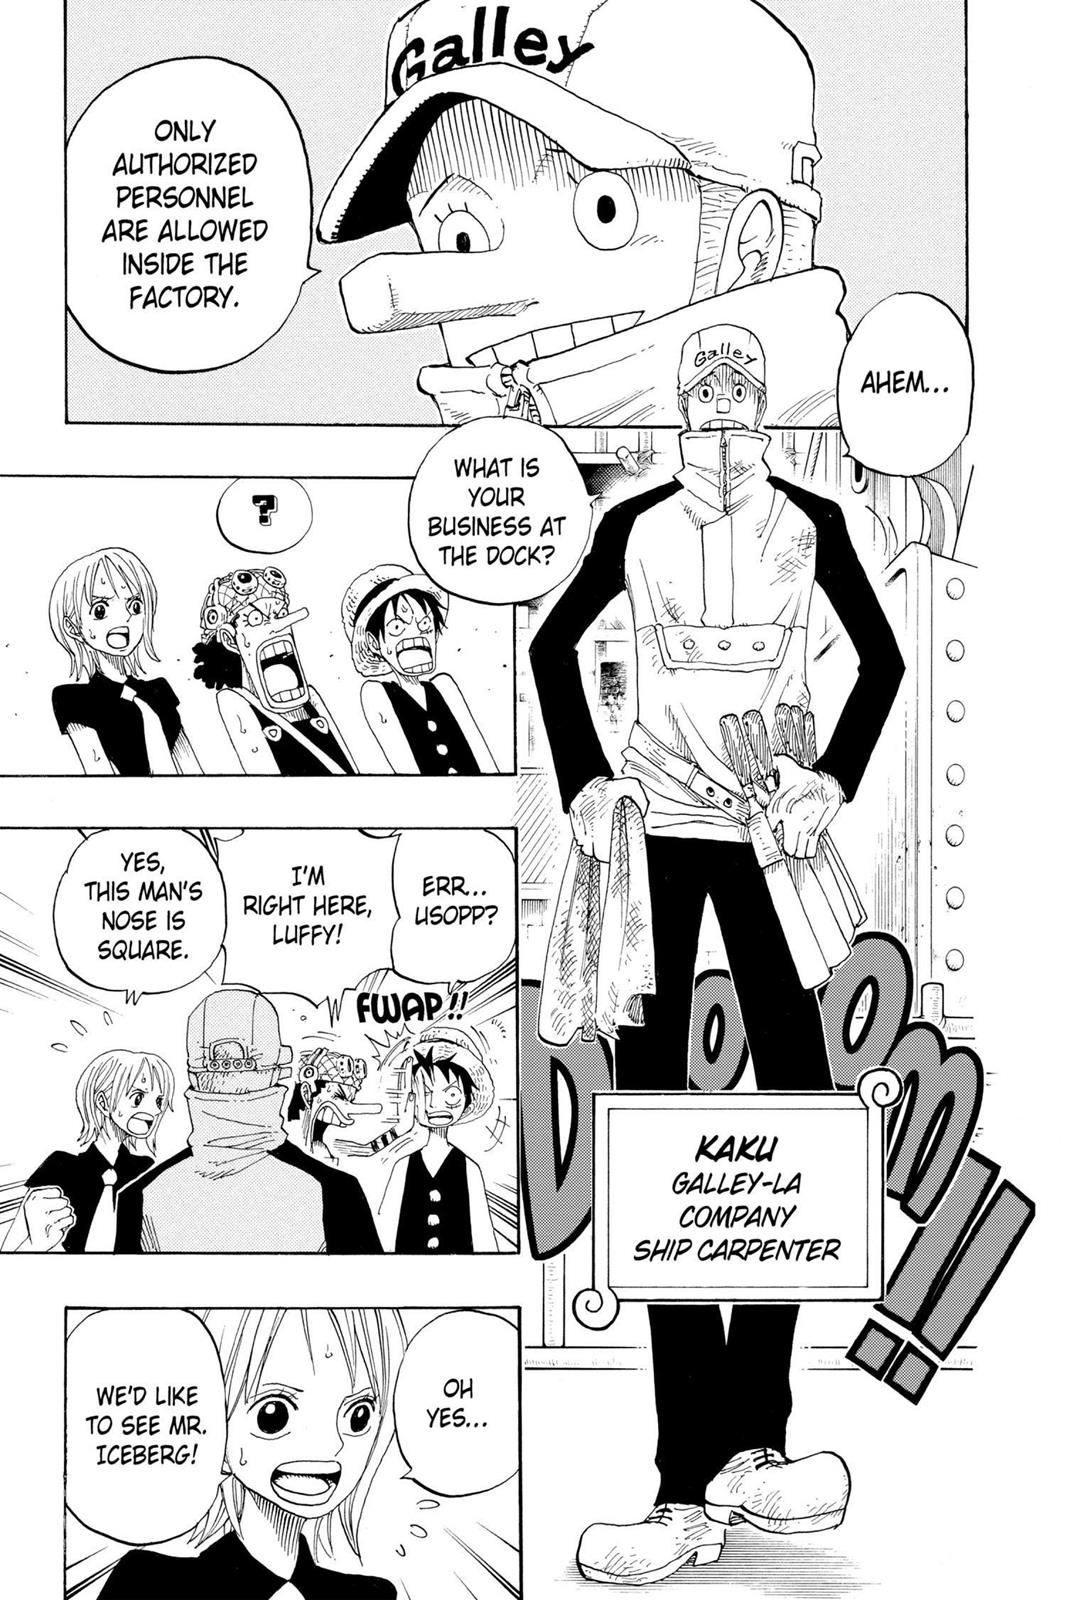 Galley
AHEM...
ONLY
AUTHORIZED
PERSONNEL
ARE ALLOWED
INSIDE THE
FACTORY.
Galley
WHAT IS
YOUR
BUSINESS AT
THE DOCK?
DOOM!!
KAKU
GALLEY-LA
COMPANY
SHIP CARPENTER
?
ERR...
USOPP?
I'M
RIGHT HERE,
LUFFY!
FWAP!!
YES,
THIS MAN'S
NOSE IS
SQUARE.
OH
YES...
WE'D LIKE
TO SEE MR.
ICEBERG!